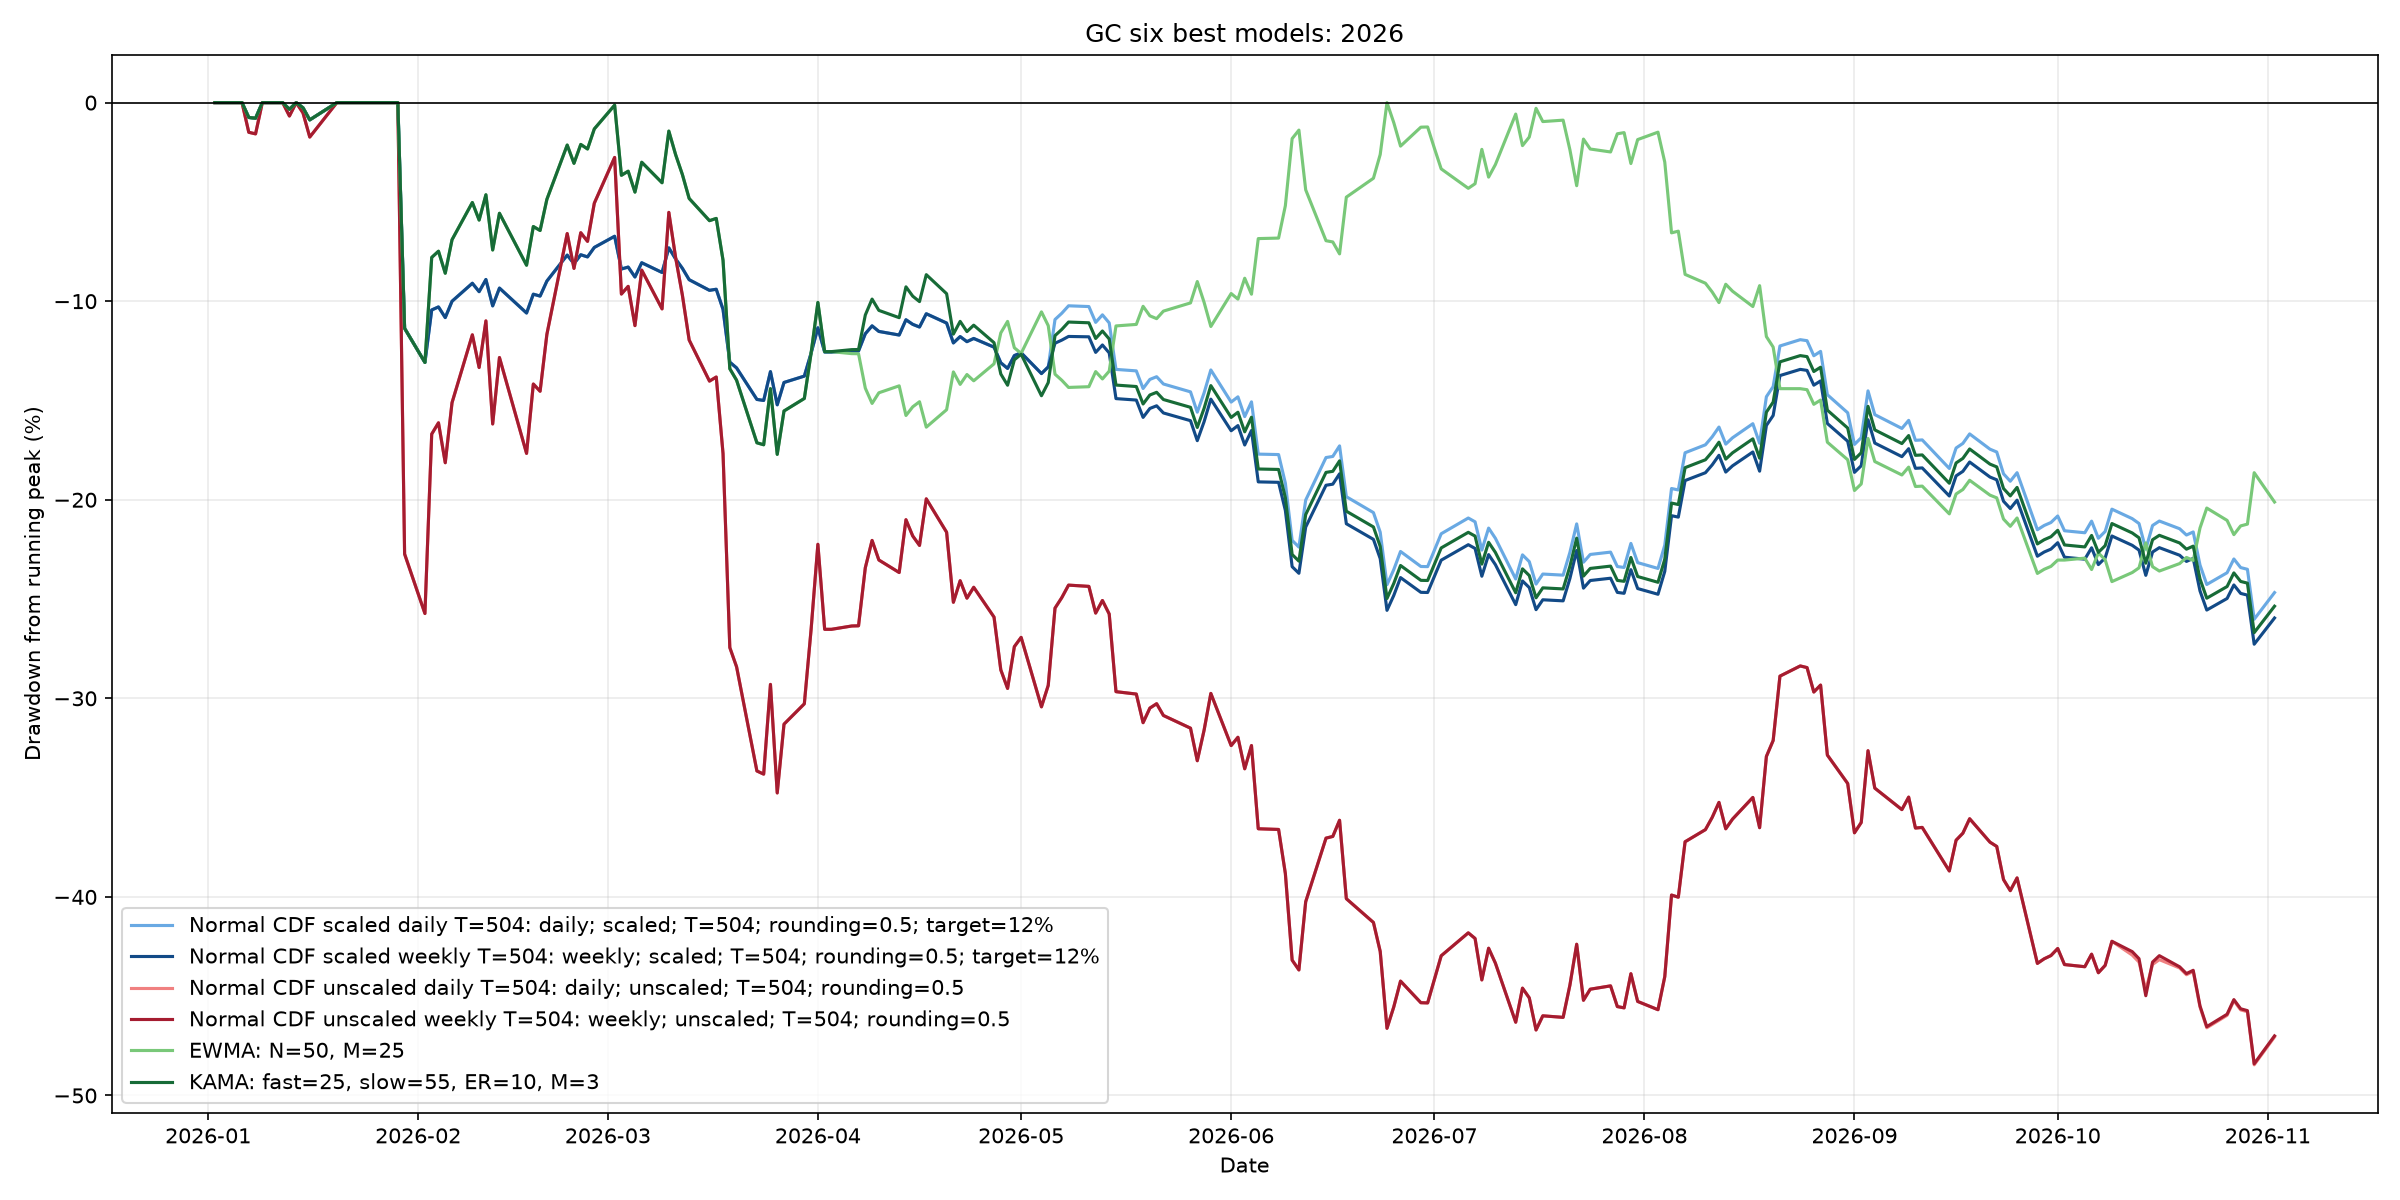 GC six best models: 2026
Drawdown from running peak (%)
0
−10
−20
−30
−40
−50
Normal CDF scaled daily T=504: daily; scaled; T=504; rounding=0.5; target=12%
Normal CDF scaled weekly T=504: weekly; scaled; T=504; rounding=0.5; target=12%
Normal CDF unscaled daily T=504: daily; unscaled; T=504; rounding=0.5
Normal CDF unscaled weekly T=504: weekly; unscaled; T=504; rounding=0.5
EWMA: N=50, M=25
KAMA: fast=25, slow=55, ER=10, M=3
2026-01 2026-02 2026-03 2026-04 2026-05 2026-06 2026-07 2026-08 2026-09 2026-10 2026-11
Date